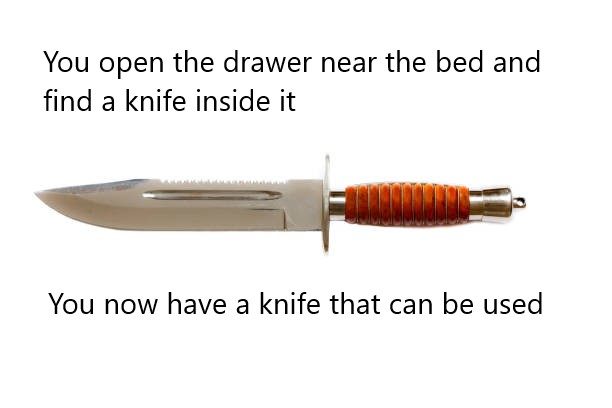 You open the drawer near the bed and
find a knife inside it
You now have a knife that can be used